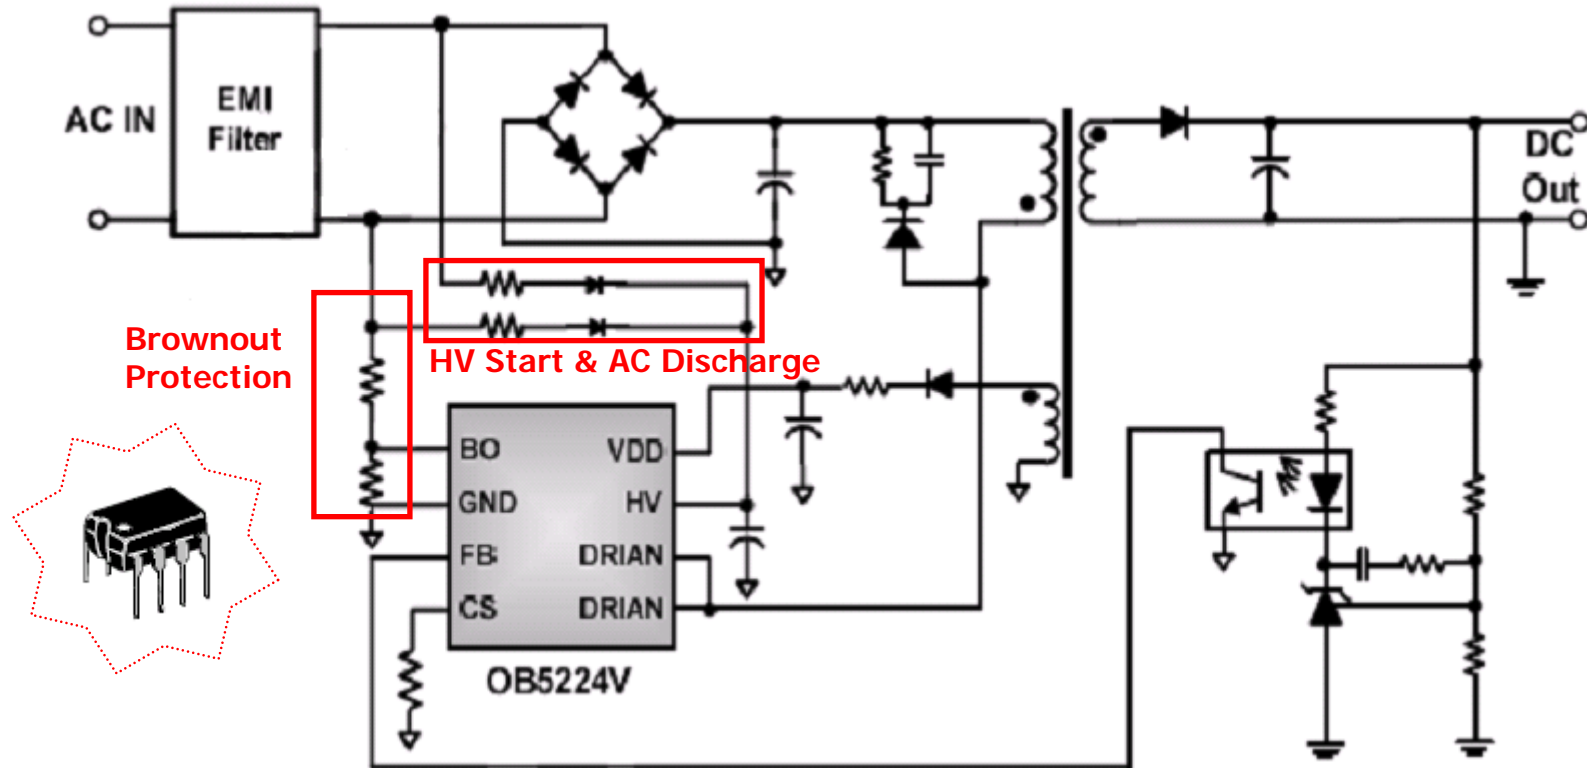 AC IN
EMI
Filter
DC
Out
Brownout
Protection
HV Start & AC Discharge
BO
GND
FB
CS
VDD
HV
DRIAN
DRIAN
OB5224V